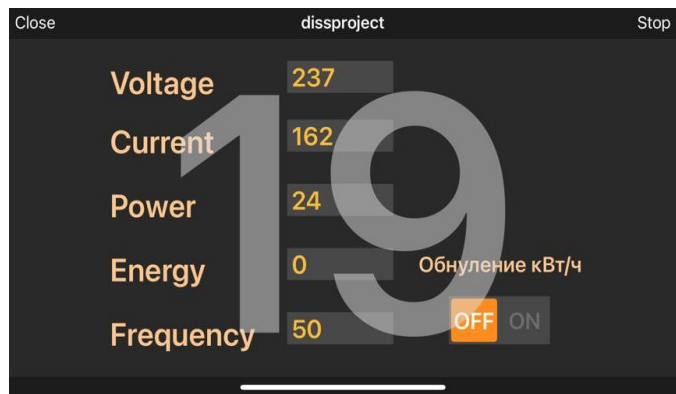 Close dissproject Stop
Voltage 237
Current 162
Power 24
Energy 0 Обнуление кВт/ч
Frequency 50 OFF ON
19